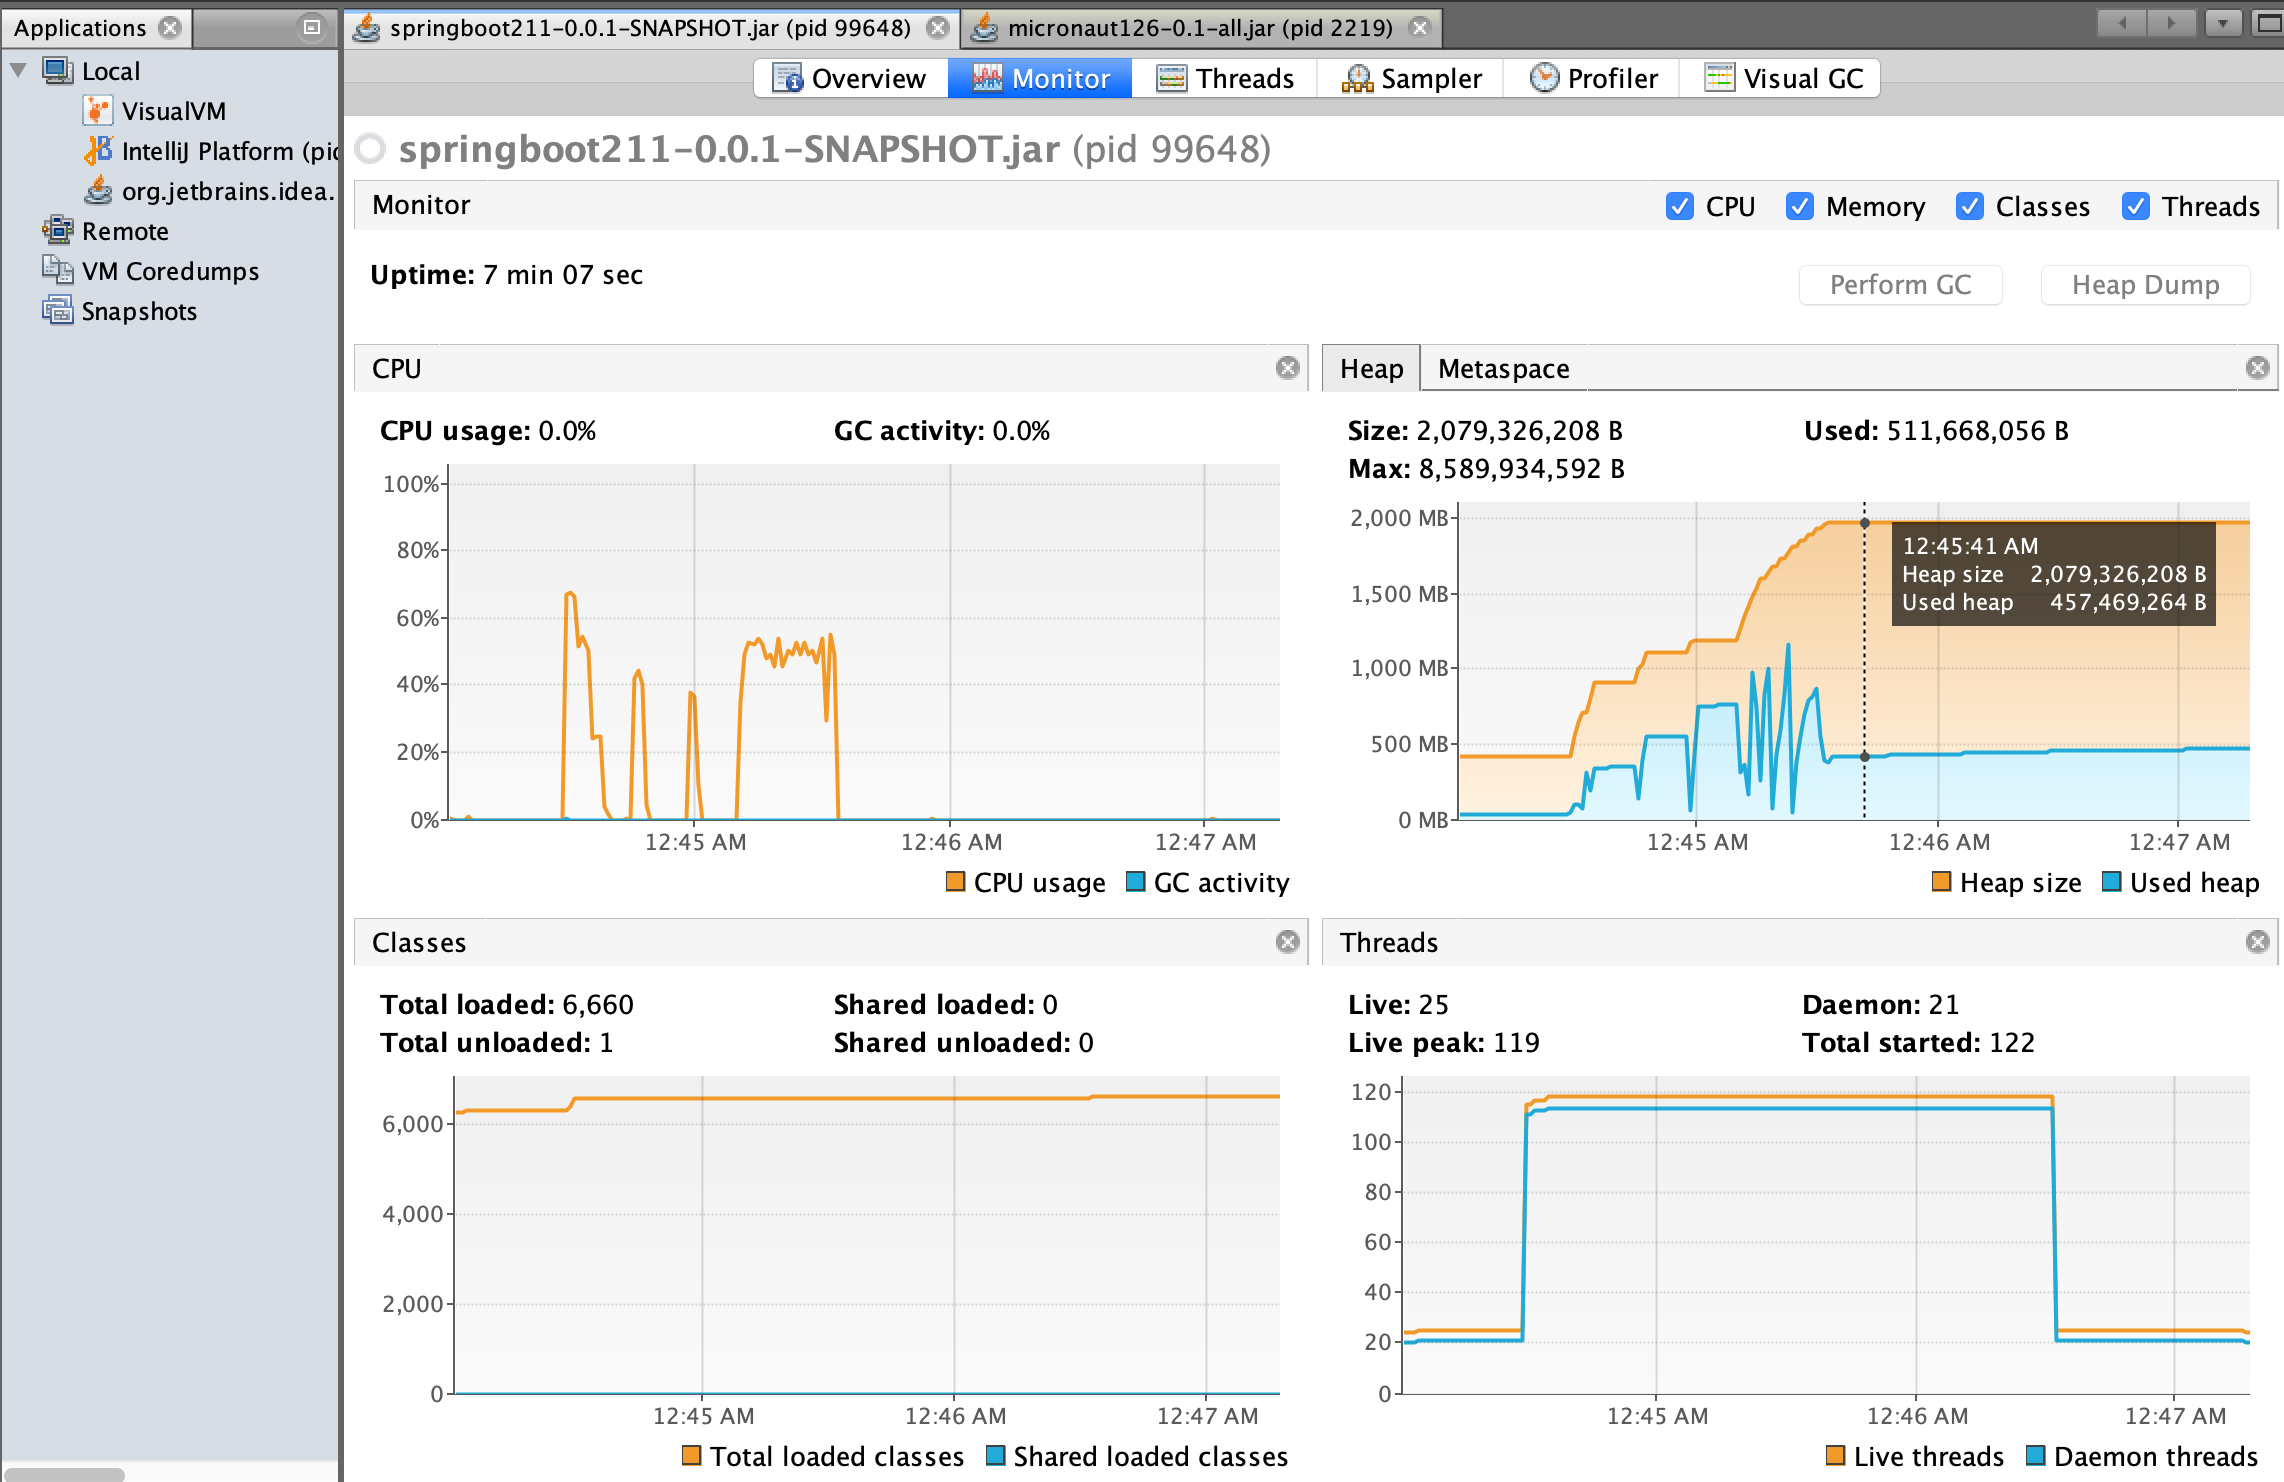 Applications
springboot211-0.0.1-SNAPSHOT.jar (pid 99648)
micronaut126-0.1-all.jar (pid 2219)
Local
VisualVM
IntelliJ Platform (pid
org.jetbrains.idea.
Remote
VM Coredumps
Snapshots
Overview
Monitor
Threads
Sampler
Profiler
Visual GC
springboot211-0.0.1-SNAPSHOT.jar (pid 99648)
Monitor
CPU
Memory
Classes
Threads
Uptime: 7 min 07 sec
Perform GC
Heap Dump
CPU
CPU usage: 0.0%
GC activity: 0.0%
100%
80%
60%
40%
20%
0%
12:45 AM
12:46 AM
12:47 AM
CPU usage
GC activity
Heap
Metaspace
Size: 2,079,326,208 B
Used: 511,668,056 B
Max: 8,589,934,592 B
2,000 MB
1,500 MB
1,000 MB
500 MB
0 MB
12:45:41 AM
Heap size 2,079,326,208 B
Used heap 457,469,264 B
12:45 AM
12:46 AM
12:47 AM
Heap size
Used heap
Classes
Total loaded: 6,660
Shared loaded: 0
Total unloaded: 1
Shared unloaded: 0
6,000
4,000
2,000
0
12:45 AM
12:46 AM
12:47 AM
Total loaded classes
Shared loaded classes
Threads
Live: 25
Daemon: 21
Live peak: 119
Total started: 122
120
100
80
60
40
20
0
12:45 AM
12:46 AM
12:47 AM
Live threads
Daemon threads